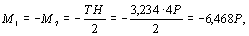 M₁ = −M₇ = − TH/2 = − 3,234·4P/2 = −6,468P,